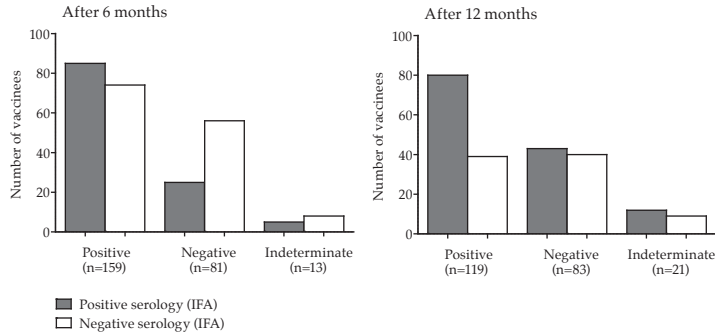 After 6 months
Number of vaccinees
100
80
60
40
20
0
Positive
(n=159)
Negative
(n=81)
Indeterminate
(n=13)
After 12 months
Number of vaccinees
100
80
60
40
20
0
Positive
(n=119)
Negative
(n=83)
Indeterminate
(n=21)
Positive serology (IFA)
Negative serology (IFA)